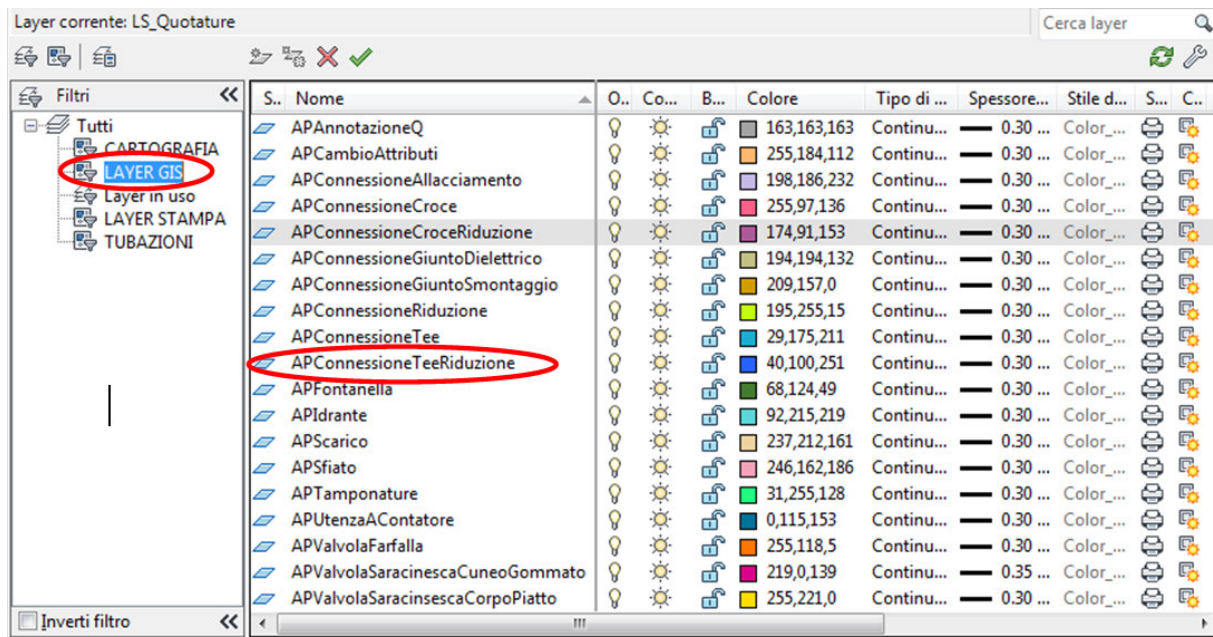 Layer corrente: LS_Quotature
Cerca layer
Filtri
Tutti
CARTOGRAFIA
LAYER GIS
Layer in uso
LAYER STAMPA
TUBAZIONI
Inverti filtro
S.. Nome O.. Co... B... Colore Tipo di ... Spessore... Stile d... S... C..
APAnnotazioneQ 163,163,163 Continu... 0.30 ... Color_...
APCambioAttributi 255,184,112 Continu... 0.30 ... Color_...
APConnessioneAllacciamento 198,186,232 Continu... 0.30 ... Color_...
APConnessioneCroce 255,97,136 Continu... 0.30 ... Color_...
APConnessioneCroceRiduzione 174,91,153 Continu... 0.30 ... Color_...
APConnessioneGiuntoDielettrico 194,194,132 Continu... 0.30 ... Color_...
APConnessioneGiuntoSmontaggio 209,157,0 Continu... 0.30 ... Color_...
APConnessioneRiduzione 195,255,15 Continu... 0.30 ... Color_...
APConnessioneTee 29,175,211 Continu... 0.30 ... Color_...
APConnessioneTeeRiduzione 40,100,251 Continu... 0.30 ... Color_...
APFontanella 68,124,49 Continu... 0.30 ... Color_...
APIdrante 92,215,219 Continu... 0.30 ... Color_...
APScarico 237,212,161 Continu... 0.30 ... Color_...
APSfiato 246,162,186 Continu... 0.30 ... Color_...
APTamponature 31,255,128 Continu... 0.30 ... Color_...
APUtenzaAContatore 0,115,153 Continu... 0.30 ... Color_...
APValvolaFarfalla 255,118,5 Continu... 0.30 ... Color_...
APValvolaSaracinescaCuneoGommato 219,0,139 Continu... 0.35 ... Color_...
APValvolaSaracinsescaCorpoPiatto 255,221,0 Continu... 0.30 ... Color_...